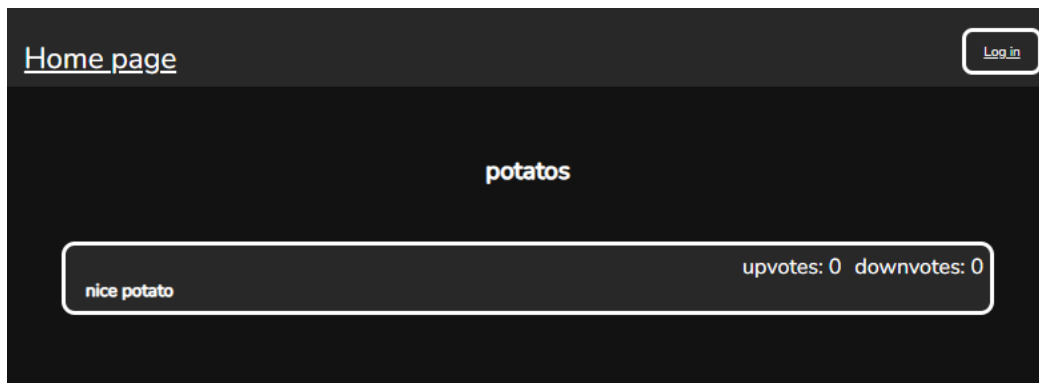 Home page
Log in
potatos
upvotes: 0 downvotes: 0
nice potato